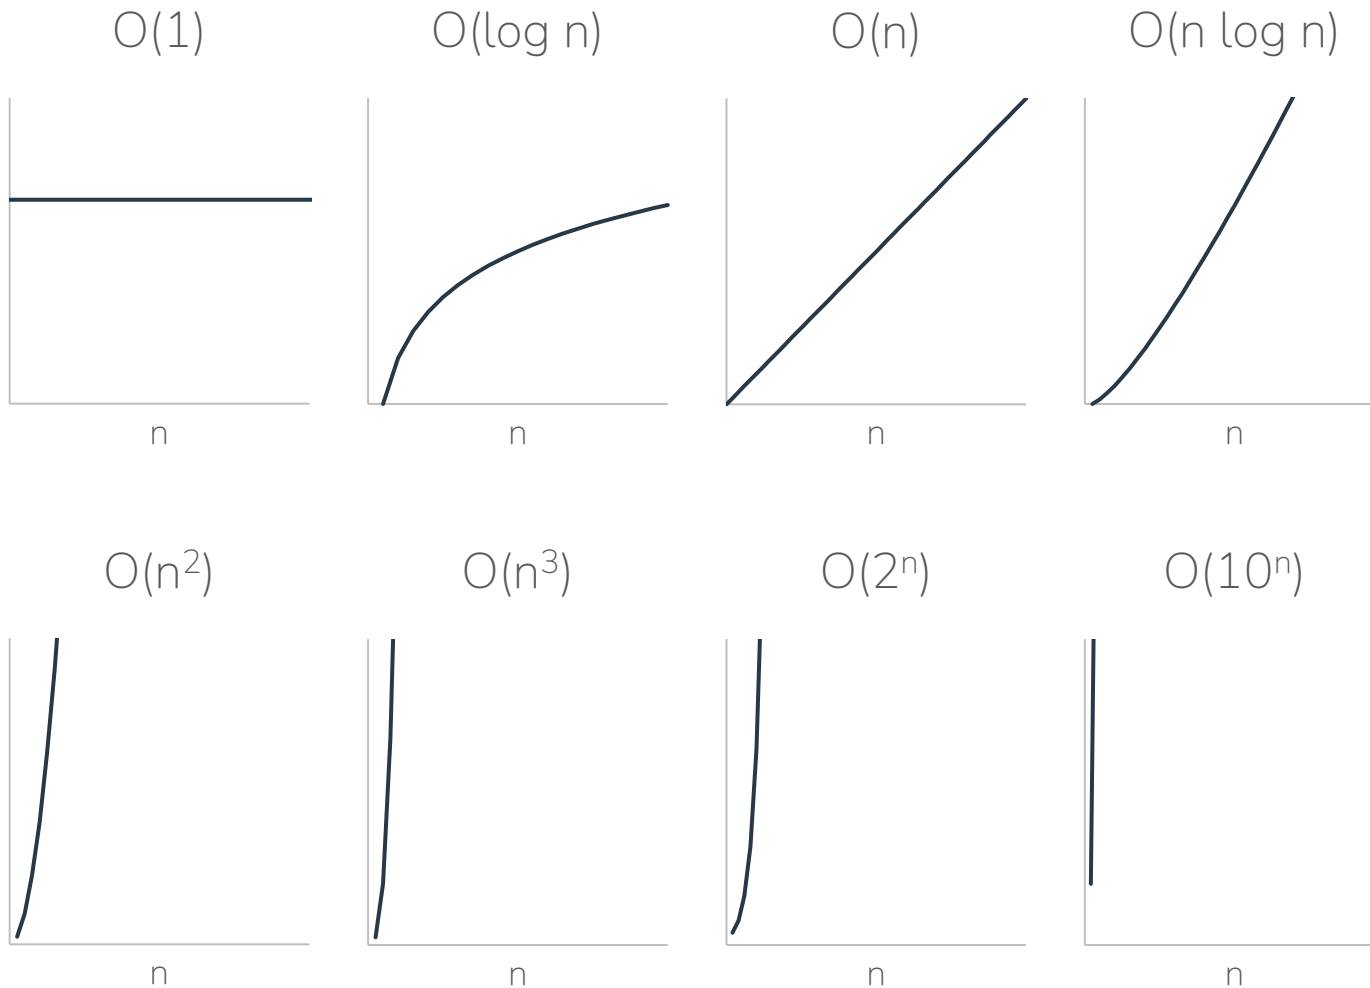 O(1) O(log n) O(n) O(n log n)
n n n n
O(n²) O(n³) O(2ⁿ) O(10ⁿ)
n n n n